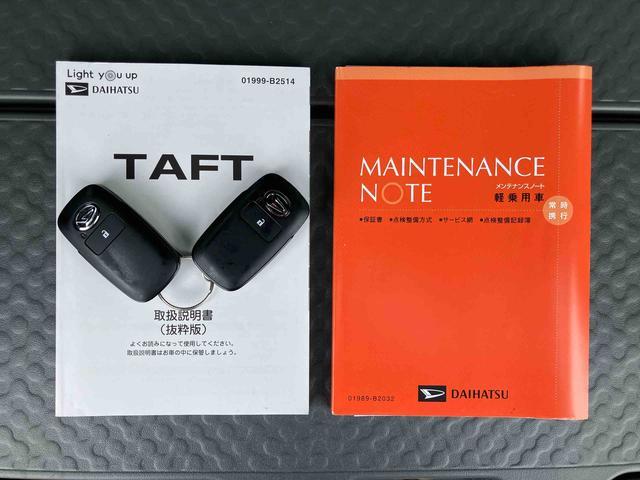 Light you up
DAIHATSU
01999-B2514
TAFT
取扱説明書
（抜粋版）
よくお読みになって使用してください。
取扱説明書はお車の中に保管しましょう。
MAINTENANCE
NOTE
メンテナンスノート
軽乗用車
常時
携行
●保証書 ●点検整備方式 ●サービス網 ●点検整備記録簿
DAIHATSU
01989-B2032